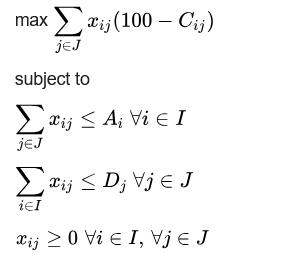 max ∑_{j∈J} x_{ij}(100 − C_{ij})
subject to
∑_{j∈J} x_{ij} ≤ A_i ∀i ∈ I
∑_{i∈I} x_{ij} ≤ D_j ∀j ∈ J
x_{ij} ≥ 0 ∀i ∈ I, ∀j ∈ J